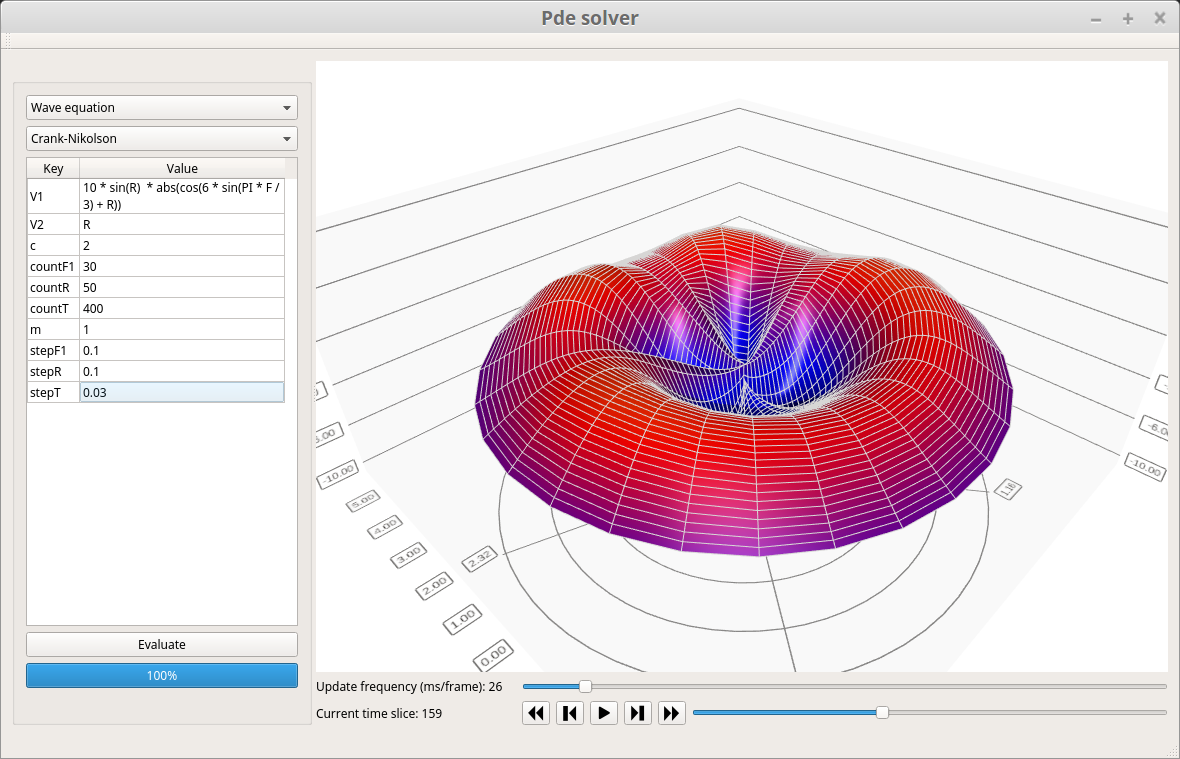 Pde solver
Wave equation
Crank-Nikolson
Key Value
V1 10 * sin(R)  * abs(cos(6 * sin(PI * F /
3) + R))
V2 R
c 2
countF1 30
countR 50
countT 400
m 1
stepF1 0.1
stepR 0.1
stepT 0.03
Evaluate
100%
-10.00
5.00
4.00
3.00
2.32
2.00
1.00
0.00
1.16
-10.00
Update frequency (ms/frame): 26
Current time slice: 159